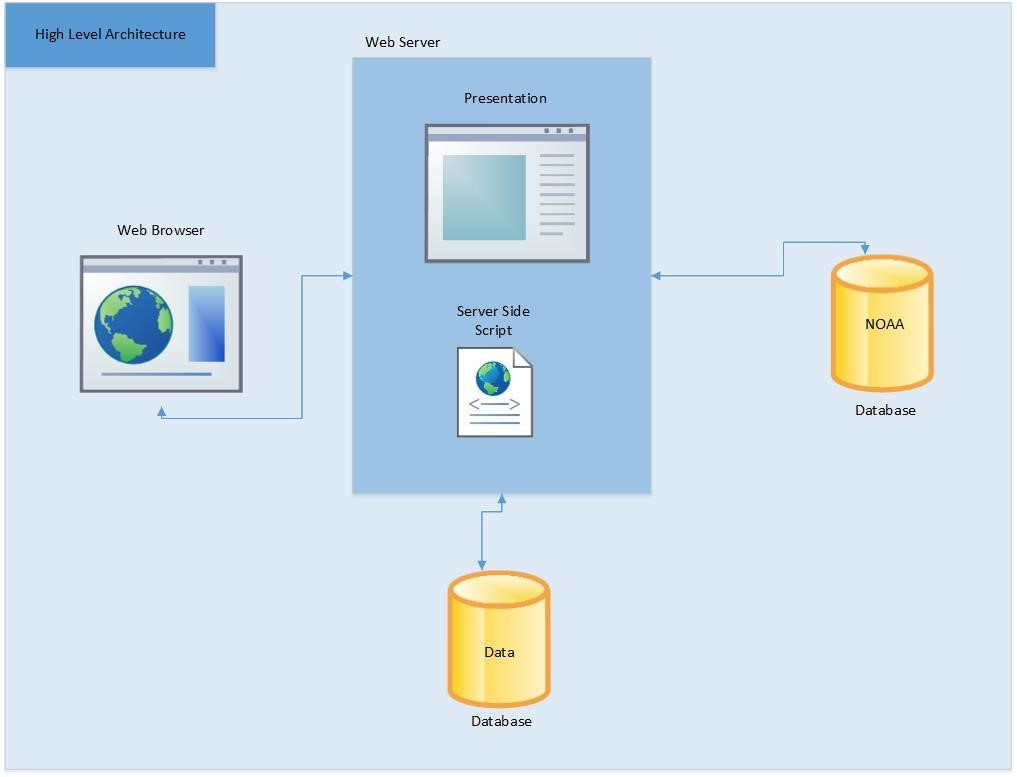 High Level Architecture
Web Server
Presentation
Web Browser
Server Side
Script
NOAA
Database
Data
Database